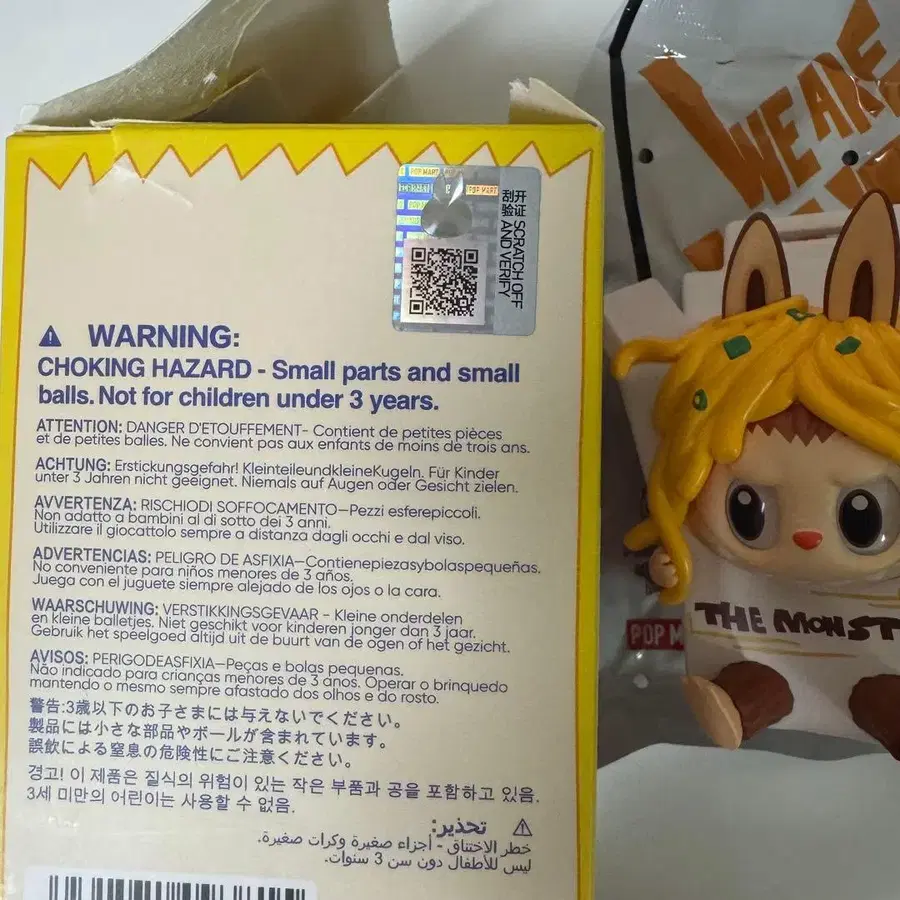 WE ARE
POP MART
POP MART
开证 SCRATCH OFF
刮验 AND VERIFY
WARNING:
CHOKING HAZARD - Small parts and small
balls. Not for children under 3 years.
ATTENTION: DANGER D'ETOUFFEMENT- Contient de petites pièces
et de petites balles. Ne convient pas aux enfants de moins de trois ans.
ACHTUNG: Erstickungsgefahr! KleinteileundkleineKugeln. Für Kinder
unter 3 Jahren nicht geeignet. Niemals auf Augen oder Gesicht zielen.
AVVERTENZA: RISCHIODI SOFFOCAMENTO—Pezzi esferepiccoli.
Non adatto a bambini al di sotto dei 3 anni.
Utilizzare il giocattolo sempre a distanza dagli occhi e dal viso.
ADVERTENCIAS: PELIGRO DE ASFIXIA—Contienepiezasybolaspequeñas.
No conveniente para niños menores de 3 años.
Juega con el juguete siempre alejado de los ojos o la cara.
WAARSCHUWING: VERSTIKKINGSGEVAAR - Kleine onderdelen
en kleine balletjes. Niet geschikt voor kinderen jonger dan 3 jaar.
Gebruik het speelgoed altijd uit de buurt van de ogen of het gezicht.
AVISOS: PERIGODEASFIXIA—Peças e bolas pequenas.
Não indicado para crianças menores de 3 anos. Operar o brinquedo
mantendo o mesmo sempre afastado dos olhos e do rosto.
警告:3歳以下のお子さまには与えないでください。
製品には小さな部品やボールが含まれています。
誤飲による窒息の危険性にご注意ください。
경고! 이 제품은 질식의 위험이 있는 작은 부품과 공을 포함하고 있음.
3세 미만의 어린이는 사용할 수 없음.
تحذير:
خطر الاختناق - أجزاء صغيرة وكرات صغيرة.
ليس للأطفال دون سن 3 سنوات.
THE MONST
POP M